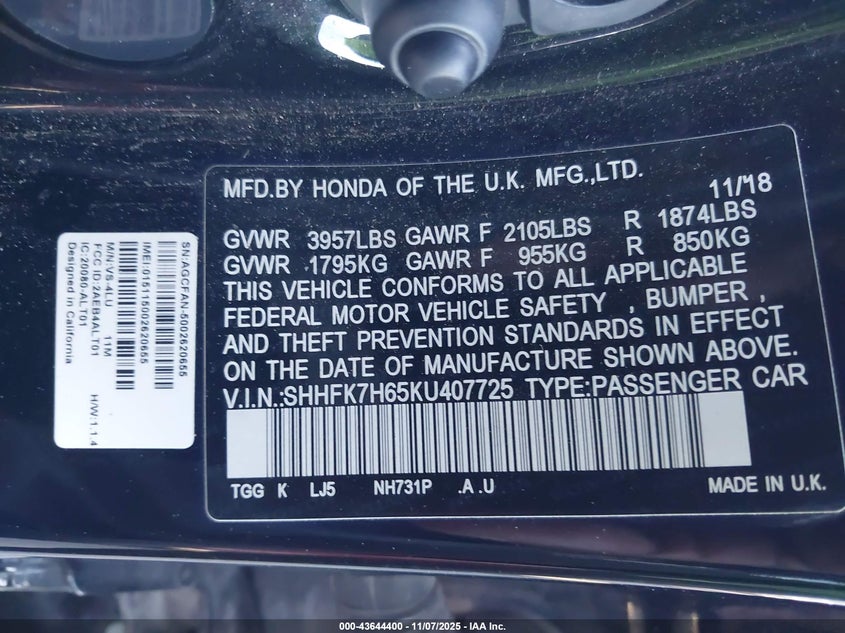 MFD.BY HONDA OF THE U.K. MFG.,LTD. 11/18
GVWR 3957LBS GAWR F 2105LBS R 1874LBS
GVWR 1795KG GAWR F 955KG R 850KG
THIS VEHICLE CONFORMS TO ALL APPLICABLE
FEDERAL MOTOR VEHICLE SAFETY , BUMPER ,
AND THEFT PREVENTION STANDARDS IN EFFECT
ON THE DATE OF MANUFACTURE SHOWN ABOVE.
V.I.N.:SHHFK7H65KU407725 TYPE:PASSENGER CAR
TGG K LJ5 NH731P .A .U MADE IN U.K.
SN:AGCFAN-5002620655
IMEI:015115002620655
M/N:VS-4LU 11M
FCC ID:2AEB4ALT01 H/W:1.1.4
IC:20080-ALT01
Designed in California
000-43644400 - 11/07/2025 - IAA Inc.